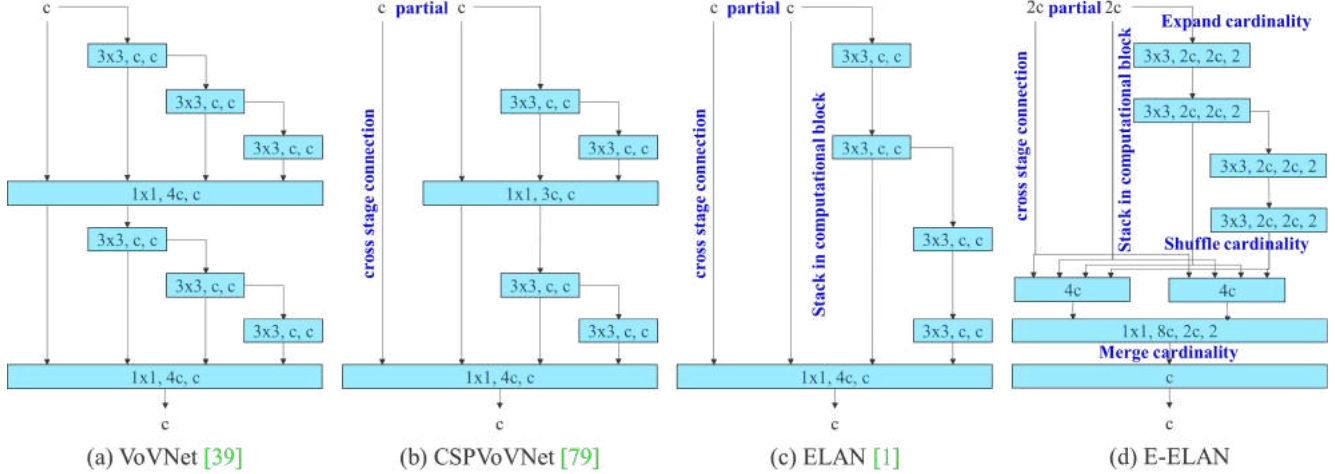 c
3x3, c, c
3x3, c, c
3x3, c, c
1x1, 4c, c
3x3, c, c
3x3, c, c
3x3, c, c
1x1, 4c, c
c
(a) VoVNet [39]
c partial c
cross stage connection
3x3, c, c
3x3, c, c
1x1, 3c, c
3x3, c, c
3x3, c, c
1x1, 4c, c
c
(b) CSPVoVNet [79]
c partial c
cross stage connection
Stack in computational block
3x3, c, c
3x3, c, c
3x3, c, c
3x3, c, c
1x1, 4c, c
c
(c) ELAN [1]
2c partial 2c
Expand cardinality
cross stage connection
Stack in computational block
3x3, 2c, 2c, 2
3x3, 2c, 2c, 2
3x3, 2c, 2c, 2
3x3, 2c, 2c, 2
Shuffle cardinality
4c 4c
1x1, 8c, 2c, 2
Merge cardinality
c
c
(d) E-ELAN